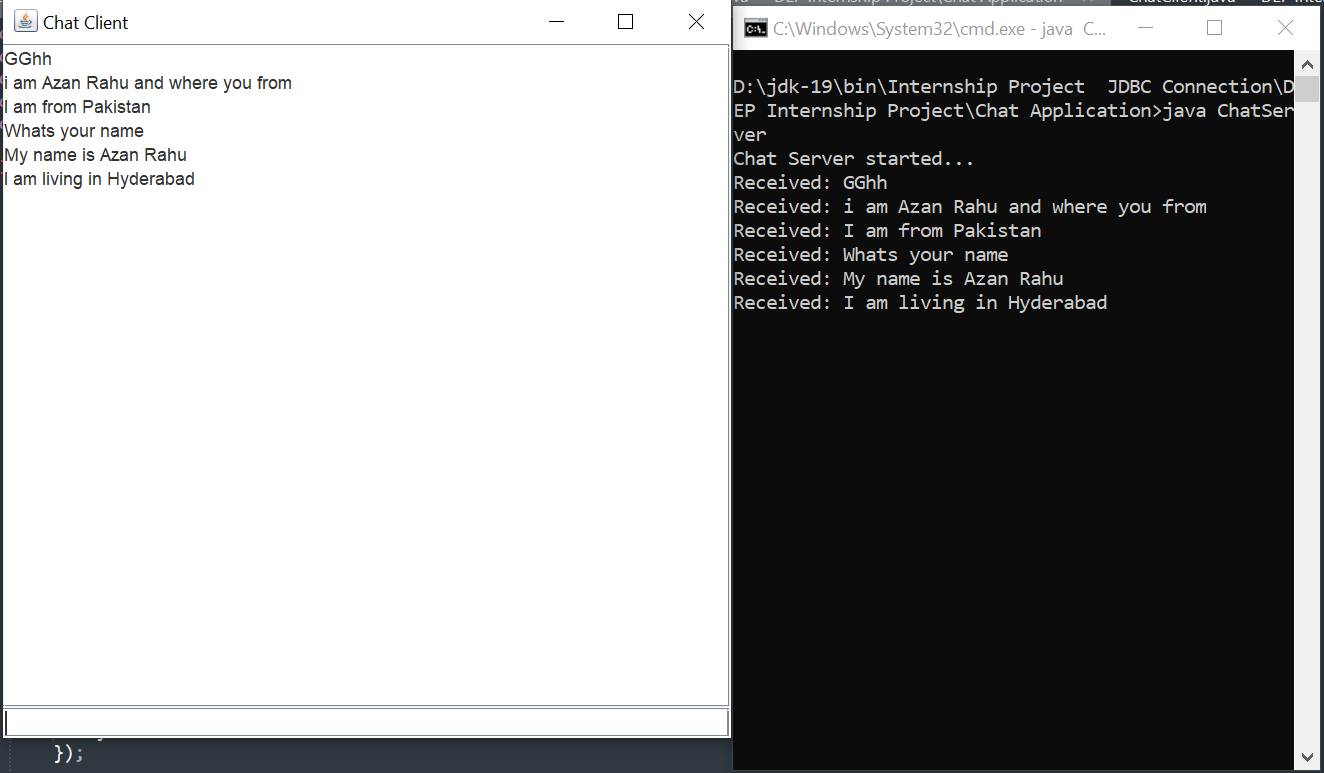 Chat Client
GGhh
i am Azan Rahu and where you from
I am from Pakistan
Whats your name
My name is Azan Rahu
I am living in Hyderabad
});
C:\Windows\System32\cmd.exe - java  C...
D:\jdk-19\bin\Internship Project  JDBC Connection\D
EP Internship Project\Chat Application>java ChatSer
ver
Chat Server started...
Received: GGhh
Received: i am Azan Rahu and where you from
Received: I am from Pakistan
Received: Whats your name
Received: My name is Azan Rahu
Received: I am living in Hyderabad